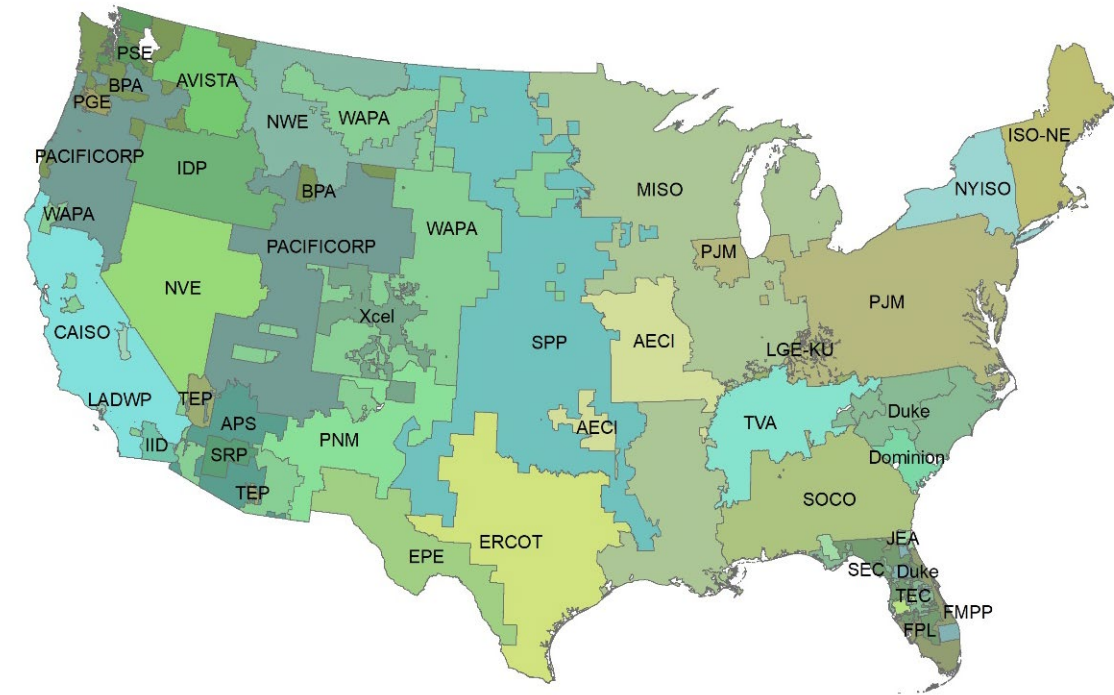 PSE
BPA
PGE
AVISTA
NWE
WAPA
ISO-NE
PACIFICORP
IDP
BPA
MISO
NYISO
WAPA
WAPA
PACIFICORP
PJM
NVE
Xcel
PJM
CAISO
SPP
AECI
LGE-KU
LADWP
TEP
APS
PNM
AECI
TVA
Duke
IID
SRP
Dominion
TEP
SOCO
ERCOT
EPE
JEA
SEC
Duke
TEC
FMPP
FPL